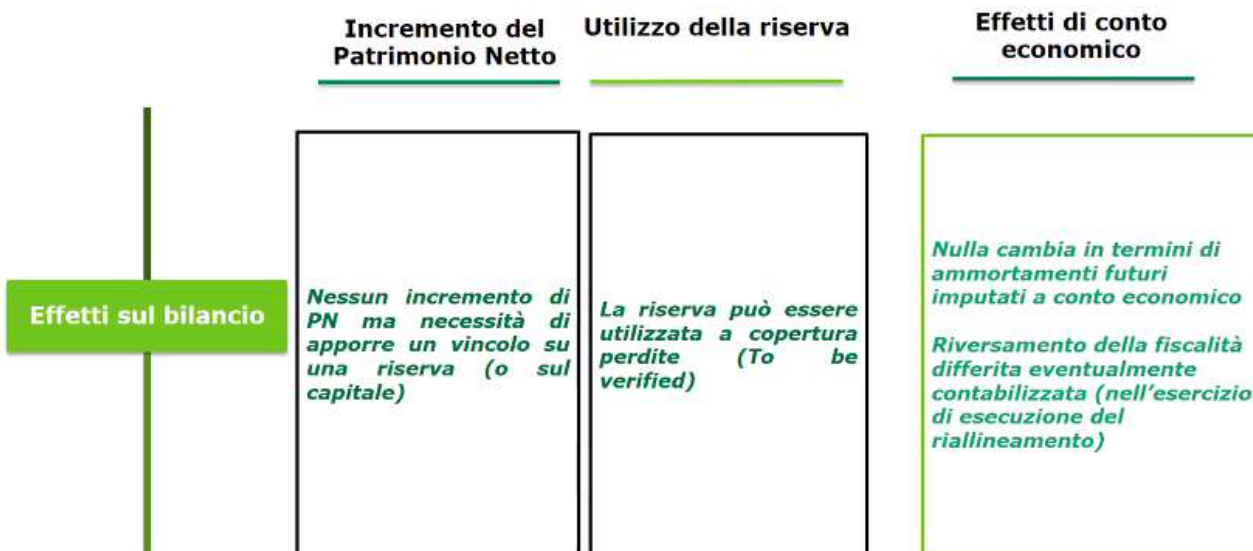 Incremento del
Patrimonio Netto
Utilizzo della riserva
Effetti di conto
economico
Effetti sul bilancio
Nessun incremento di
PN ma necessità di
apporre un vincolo su
una riserva (o sul
capitale)
La riserva può essere
utilizzata a copertura
perdite (To be
verified)
Nulla cambia in termini di
ammortamenti futuri
imputati a conto economico
Riversamento della fiscalità
differita eventualmente
contabilizzata (nell'esercizio
di esecuzione del
riallineamento)